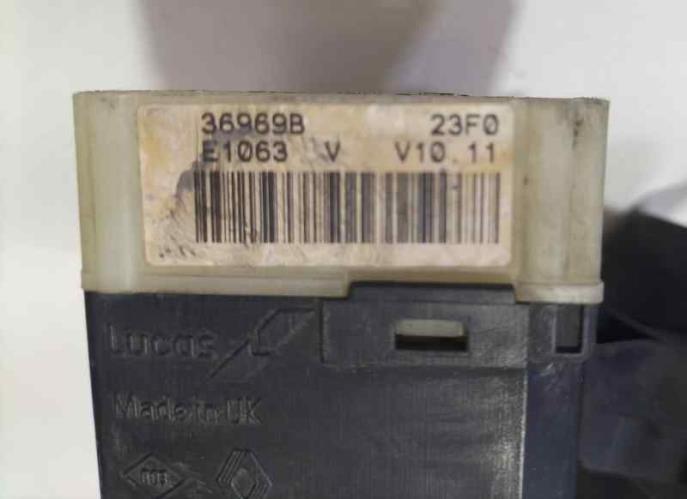 36969B 23F0
E1063 V V10.11
LUCAS
Made in UK